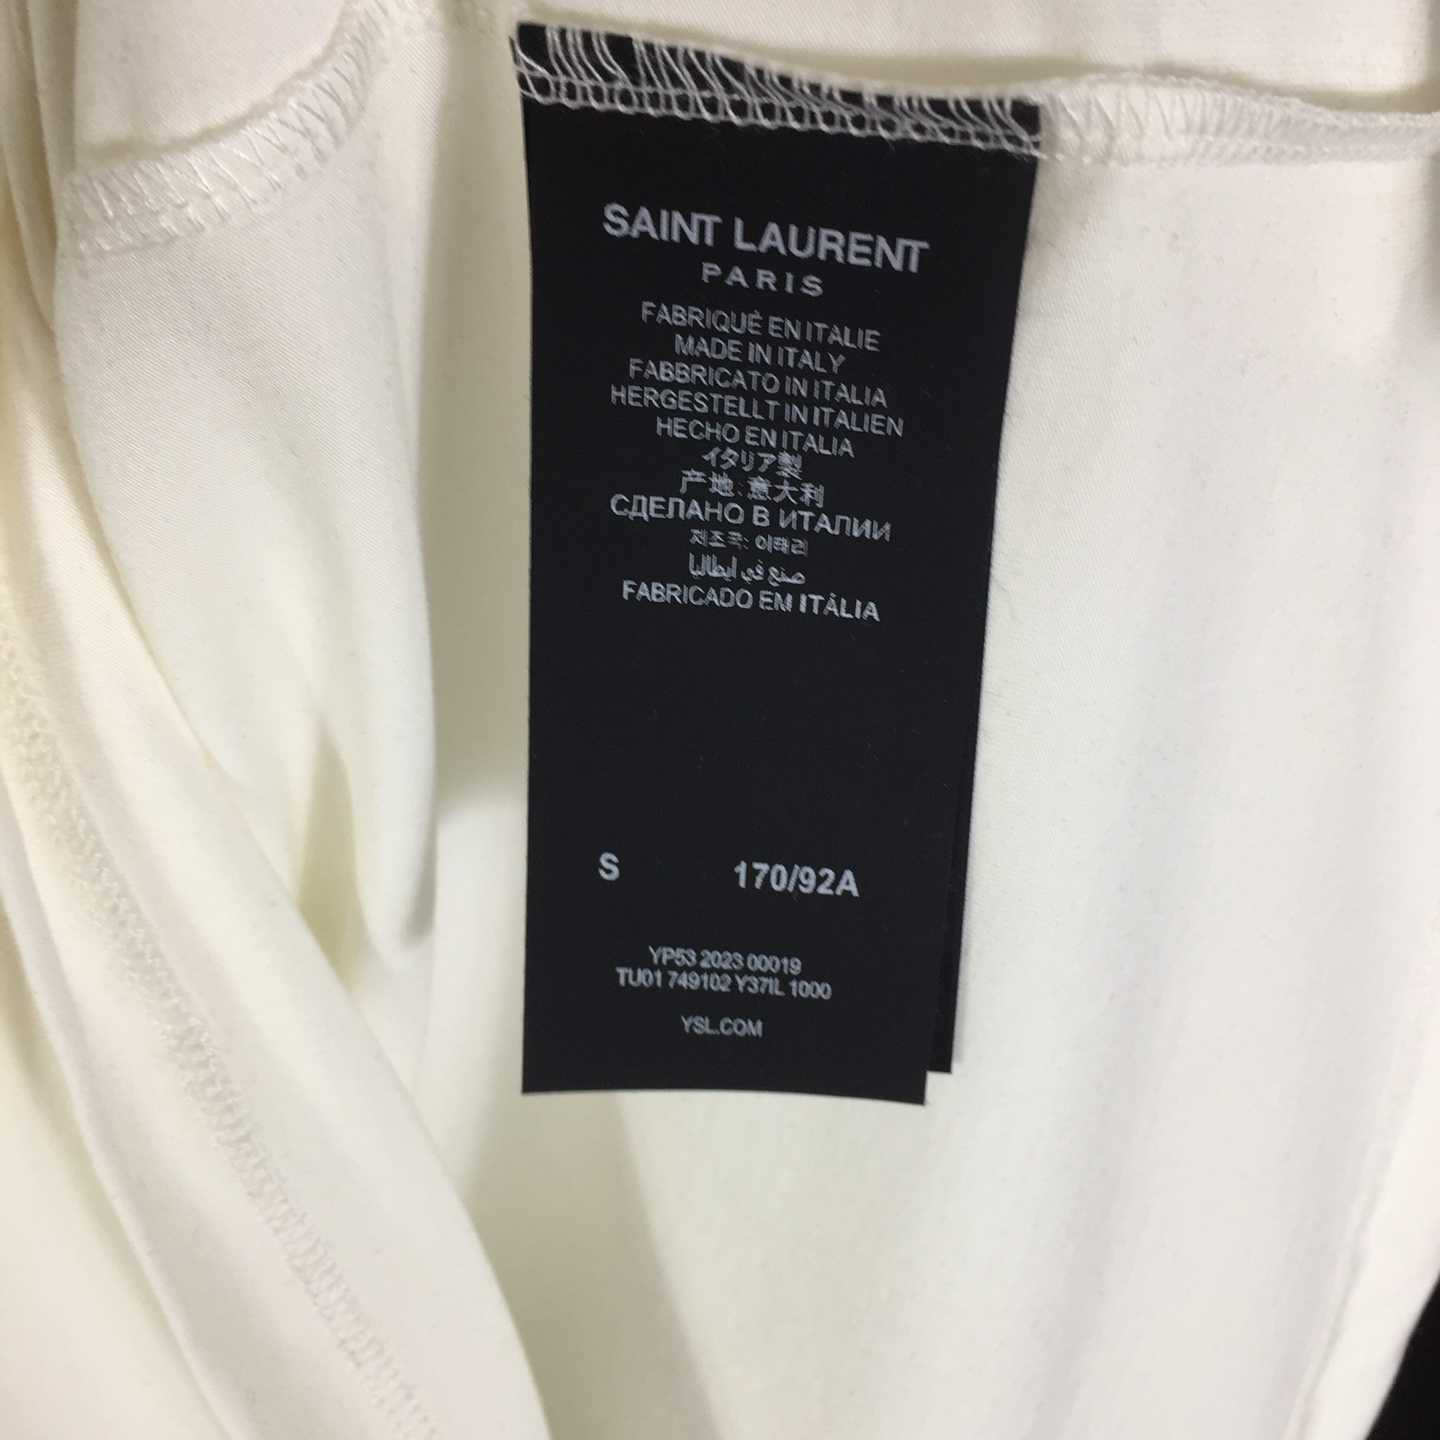 SAINT LAURENT
PARIS
FABRIQUÉ EN ITALIE
MADE IN ITALY
FABBRICATO IN ITALIA
HERGESTELLT IN ITALIEN
HECHO EN ITALIA
イタリア製
产地: 意大利
СДЕЛАНО В ИТАЛИИ
제조국: 이태리
صنع في ايطاليا
FABRICADO EM ITÁLIA
S 170/92A
YP53 2023 00019
TU01 749102 Y37IL 1000
YSL.COM